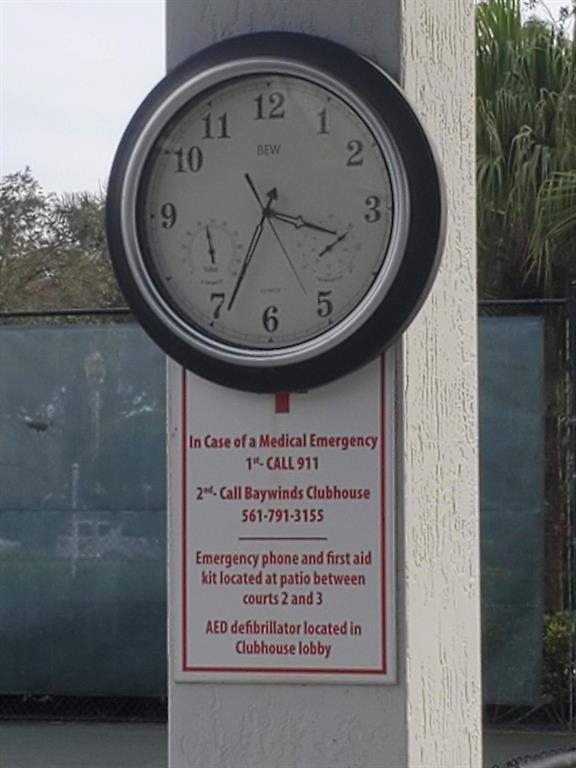 12
11
1
10
BEW
2
9
3
7
5
6
In Case of a Medical Emergency
1st- CALL 911
2nd- Call Baywinds Clubhouse
561-791-3155
Emergency phone and first aid
kit located at patio between
courts 2 and 3
AED defibrillator located in
Clubhouse lobby